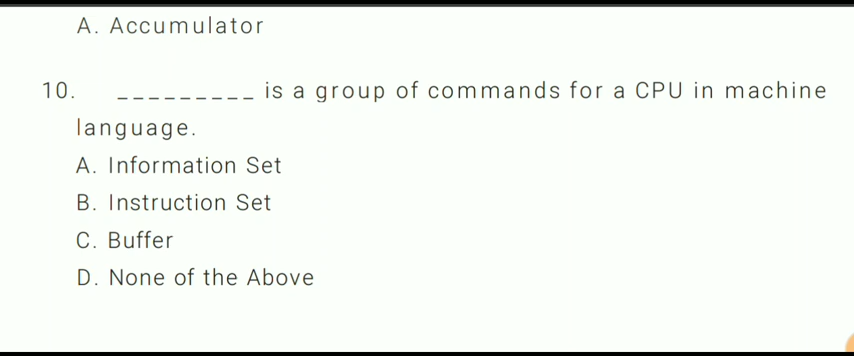 A. Accumulator
10. _________ is a group of commands for a CPU in machine
language.
A. Information Set
B. Instruction Set
C. Buffer
D. None of the Above